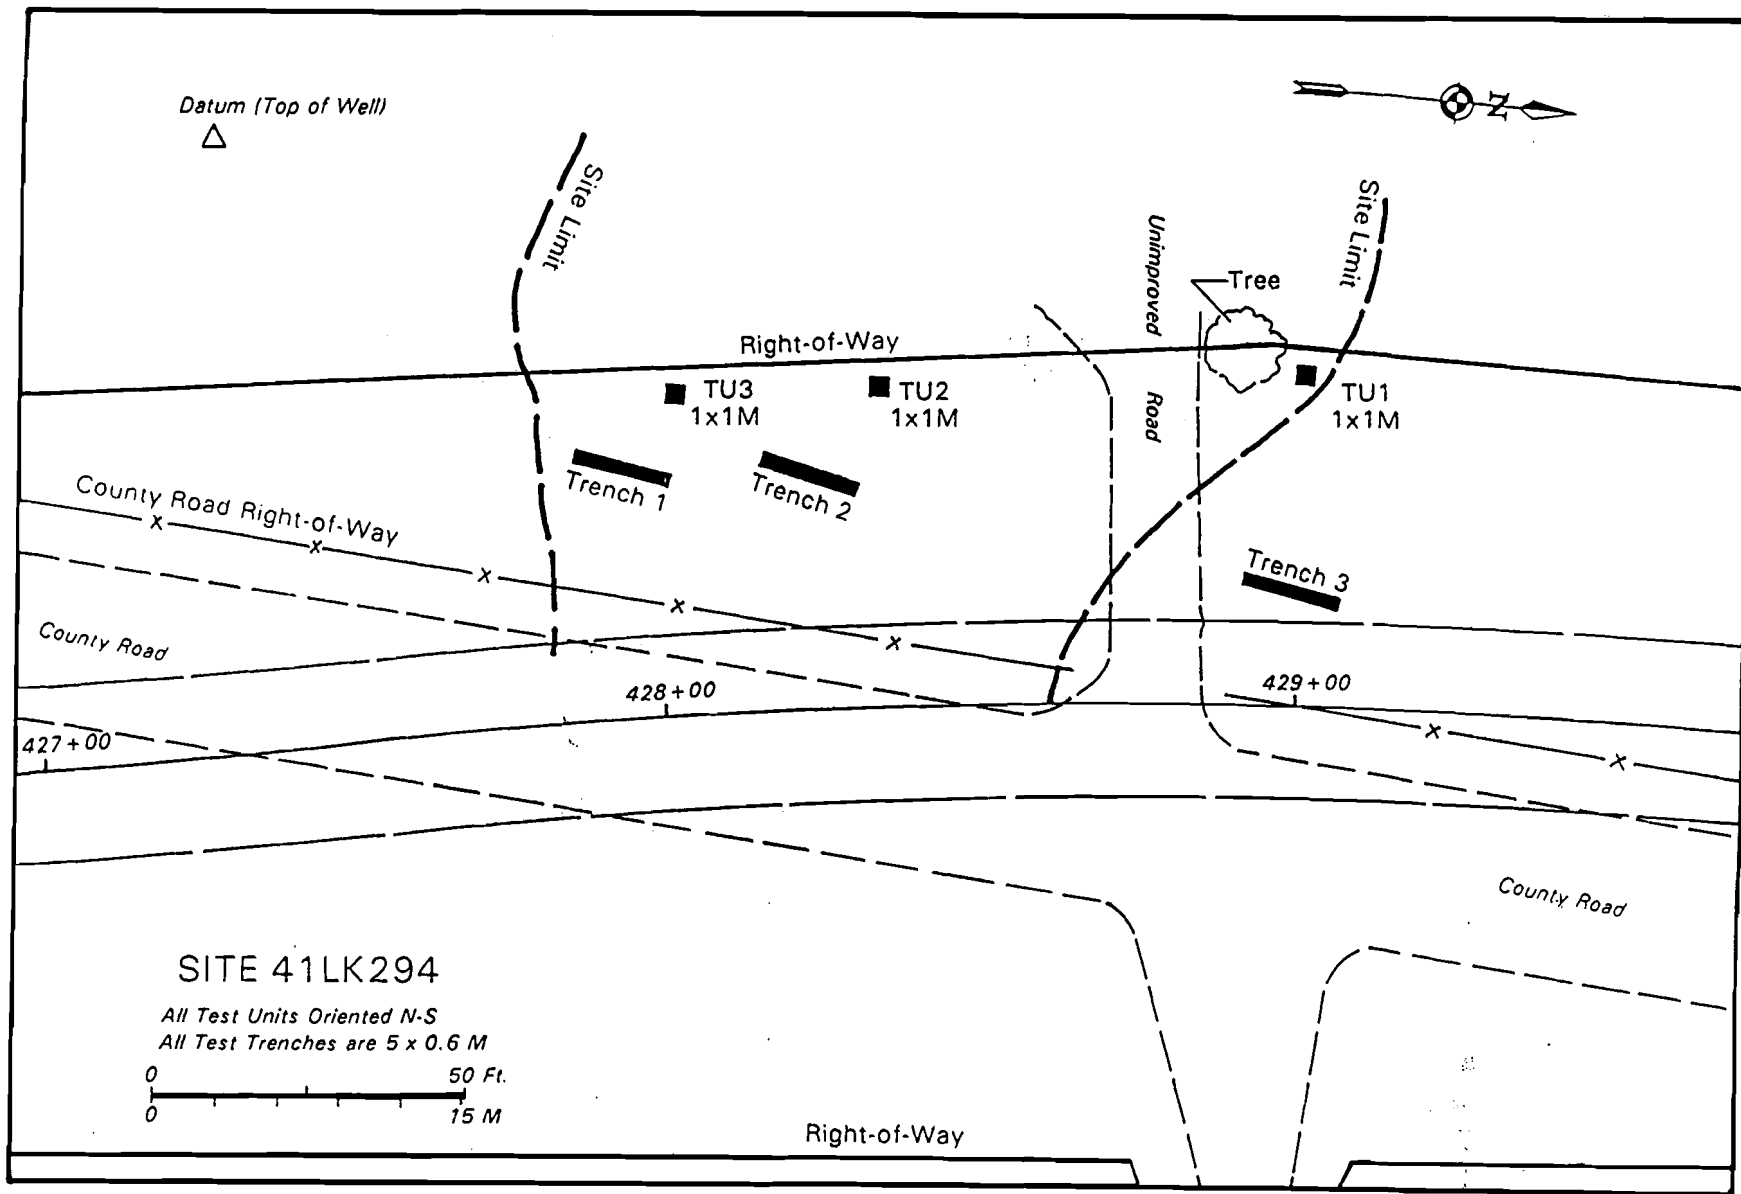 Datum (Top of Well)
N
Site Limit
Site Limit
Unimproved
Road
Tree
Right-of-Way
TU3
1x1M
TU2
1x1M
TU1
1x1M
Trench 1
Trench 2
Trench 3
County Road Right-of-Way
x
x
x
x
x
County Road
427+00
428+00
429+00
x
x
County Road
SITE 41LK294
All Test Units Oriented N-S
All Test Trenches are 5 x 0.6 M
0 50 Ft.
0 15 M
Right-of-Way